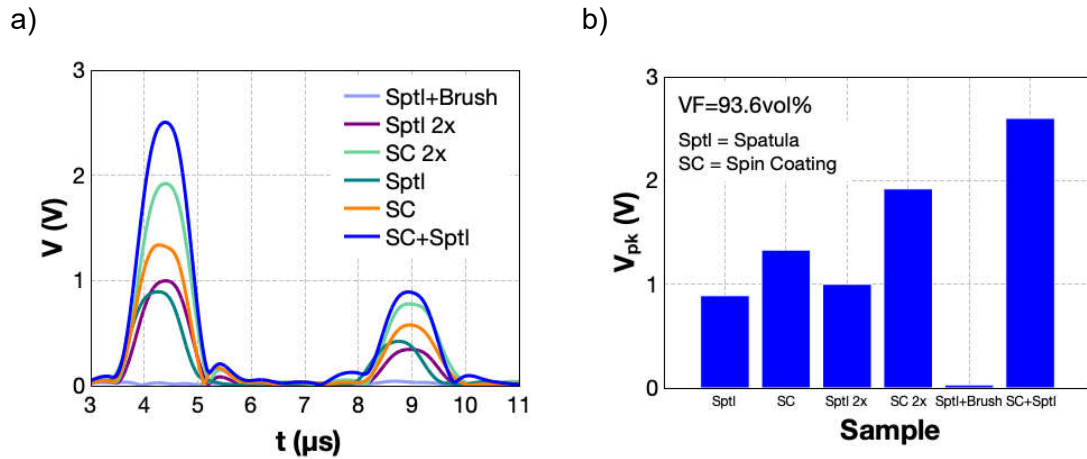 a)
b)
3
2
1
0
V (V)
Sptl+Brush
Sptl 2x
SC 2x
Sptl
SC
SC+Sptl
3 4 5 6 7 8 9 10 11
t (µs)
3
2
1
0
V_pk (V)
VF=93.6vol%
Sptl = Spatula
SC = Spin Coating
Sptl SC Sptl 2x SC 2x Sptl+Brush SC+Sptl
Sample